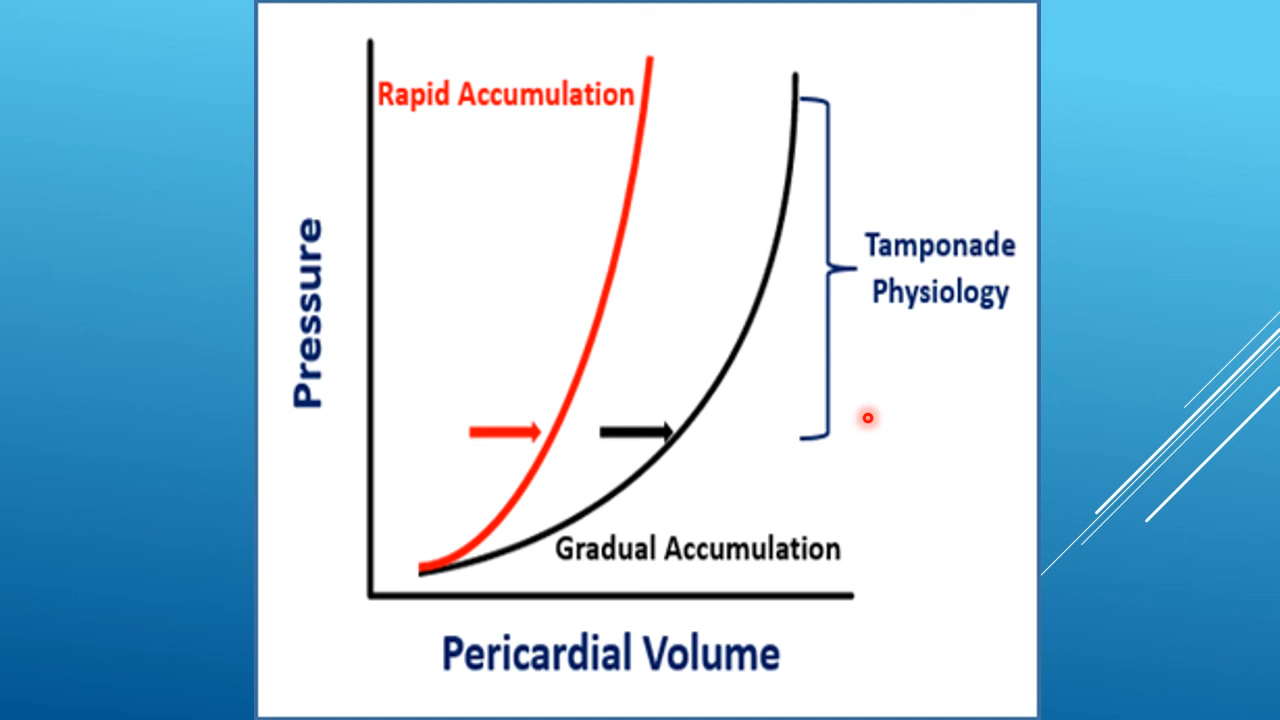 Rapid Accumulation
Pressure
Tamponade
Physiology
Gradual Accumulation
Pericardial Volume